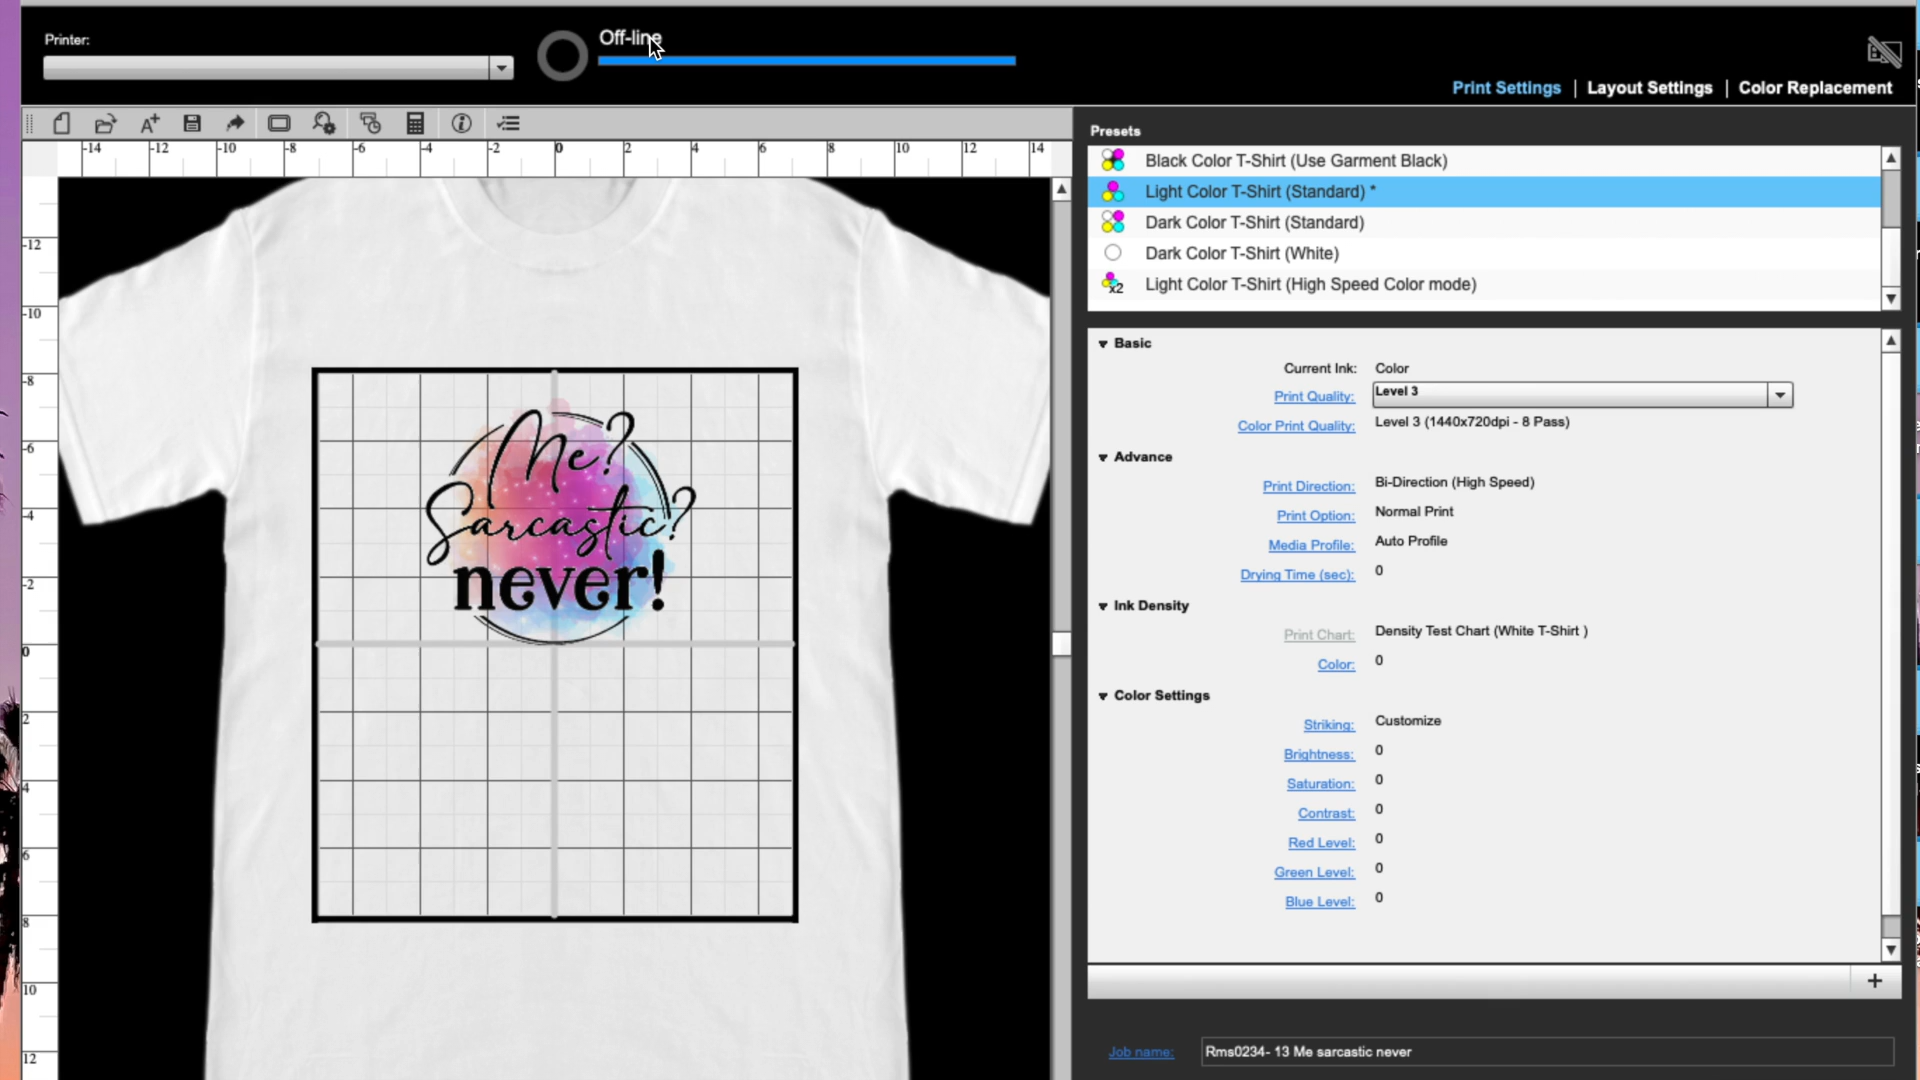 Printer:
Off-line
Print Settings | Layout Settings | Color Replacement
A+
-14 -12 -10 -8 -6 -4 -2 0 2 4 6 8 10 12 14
-12
-10
-8
-6
-4
-2
0
2
4
6
8
10
12
Me?
Sarcastic?
never!
Presets
Black Color T-Shirt (Use Garment Black)
Light Color T-Shirt (Standard) *
Dark Color T-Shirt (Standard)
Dark Color T-Shirt (White)
x2 Light Color T-Shirt (High Speed Color mode)
Basic
Current Ink: Color
Print Quality: Level 3
Color Print Quality: Level 3 (1440x720dpi - 8 Pass)
Advance
Print Direction: Bi-Direction (High Speed)
Print Option: Normal Print
Media Profile: Auto Profile
Drying Time (sec): 0
Ink Density
Print Chart: Density Test Chart (White T-Shirt )
Color: 0
Color Settings
Striking: Customize
Brightness: 0
Saturation: 0
Contrast: 0
Red Level: 0
Green Level: 0
Blue Level: 0
+
Job name: Rms0234- 13 Me sarcastic never